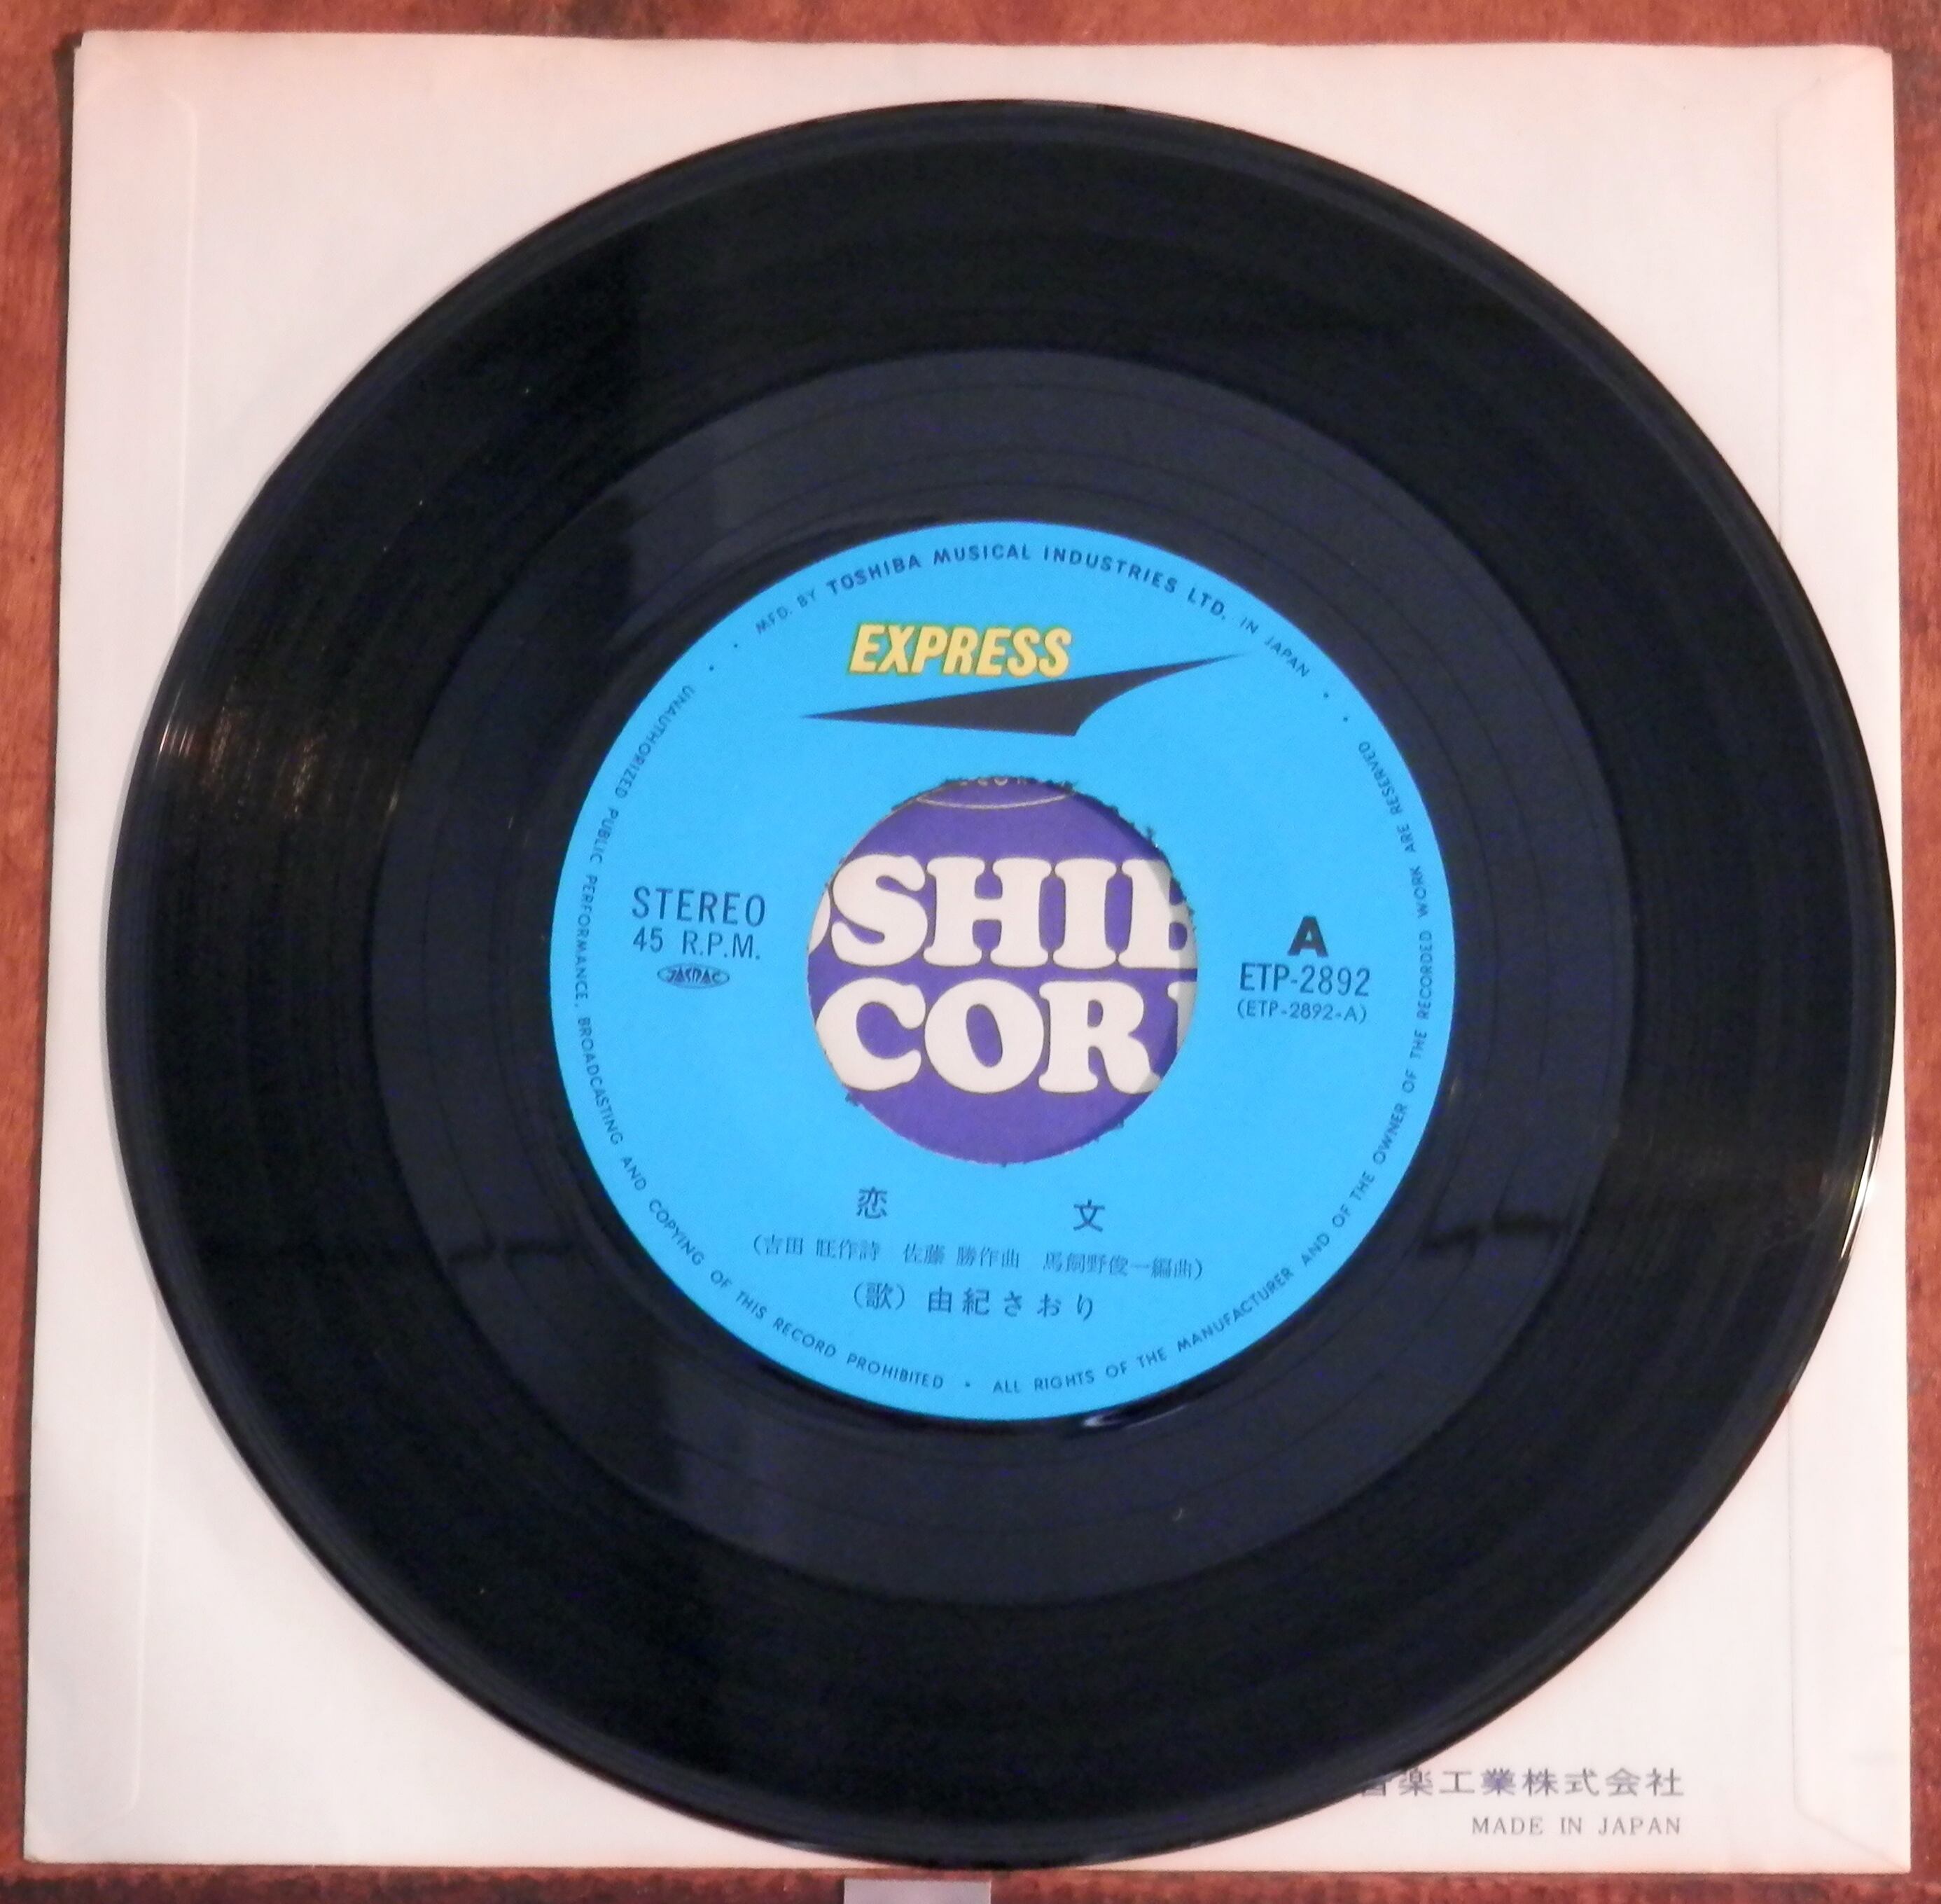 MFD. BY TOSHIBA MUSICAL INDUSTRIES LTD. IN JAPAN
EXPRESS
SHIB
COR
STEREO
45 R.P.M.
JASRAC
A
ETP-2892
(ETP-2892-A)
恋 文
(吉田 旺作詩 佐藤 勝作曲 馬飼野俊一編曲)
(歌) 由紀さおり
UNAUTHORIZED PUBLIC PERFORMANCE, BROADCASTING AND COPYING OF THIS RECORD PROHIBITED • ALL RIGHTS OF THE MANUFACTURER AND OF THE OWNER OF THE RECORDED WORK ARE RESERVED
音楽工業株式会社
MADE IN JAPAN